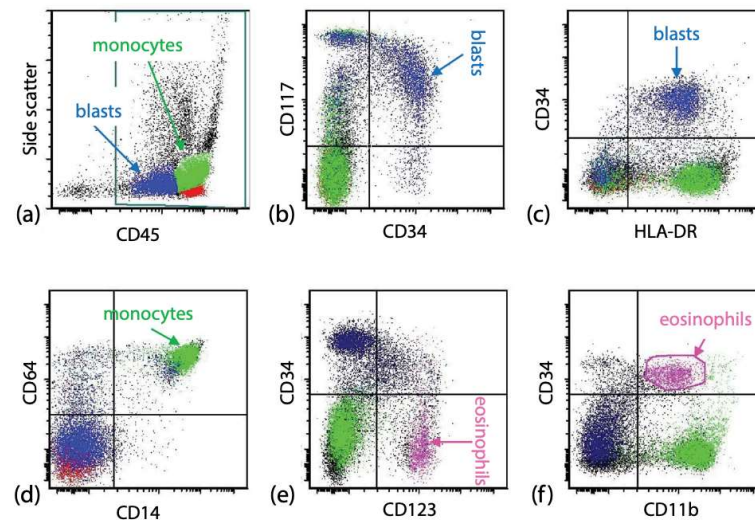 monocytes
blasts
Side scatter
(a)
CD45
blasts
CD117
(b)
CD34
blasts
CD34
(c)
HLA-DR
monocytes
CD64
(d)
CD14
CD34
eosinophils
(e)
CD123
eosinophils
CD34
(f)
CD11b